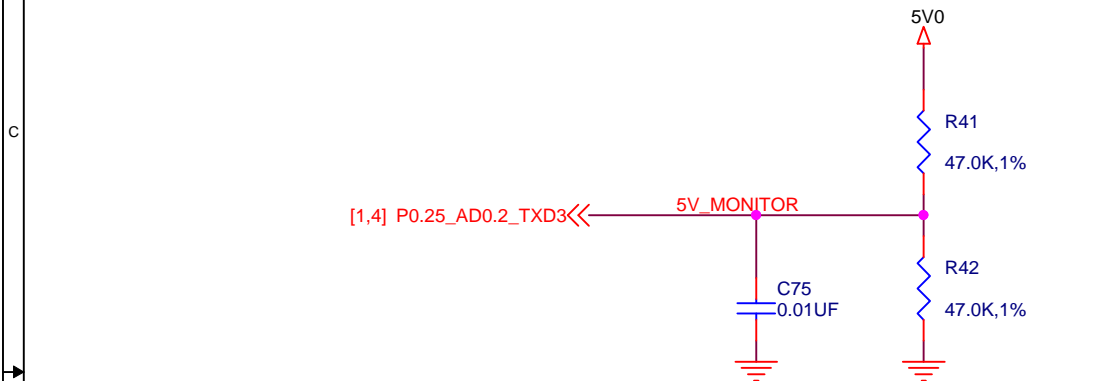 5V0
C
R41
47.0K,1%
[1,4] P0.25_AD0.2_TXD3
5V_MONITOR
R42
C75
0.01UF
47.0K,1%